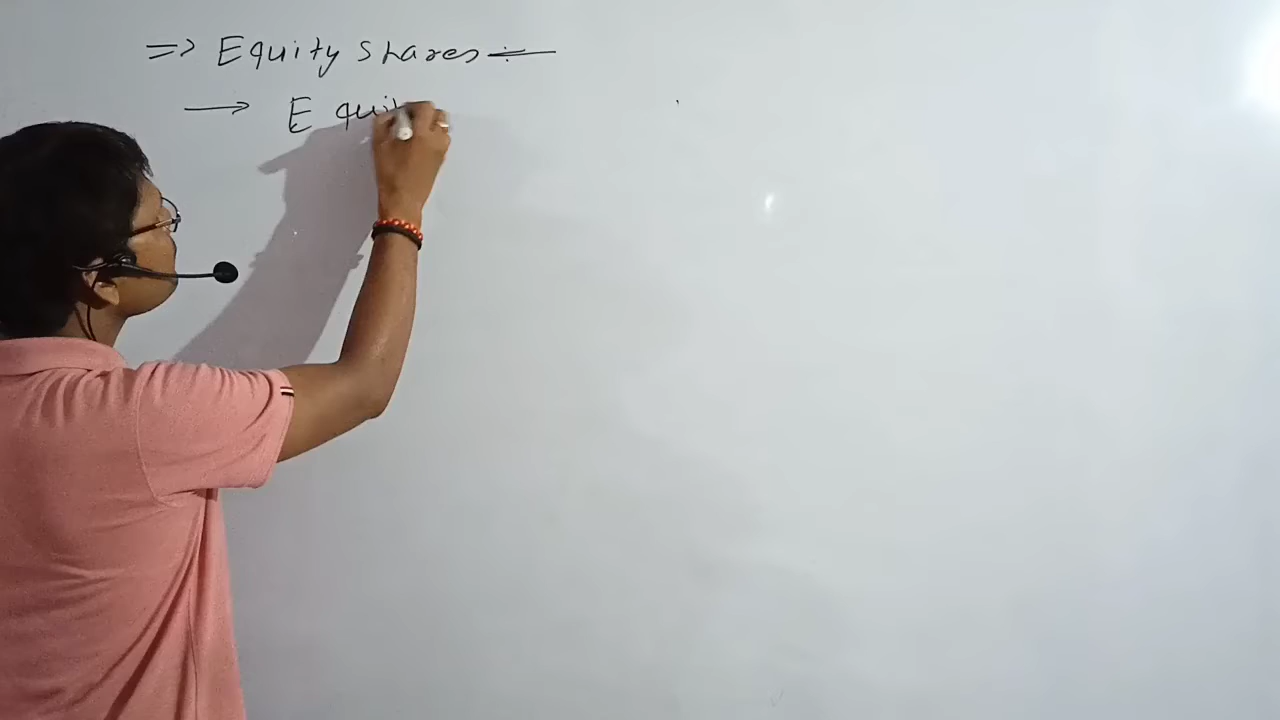 => Equity Shares ÷
→ Equi